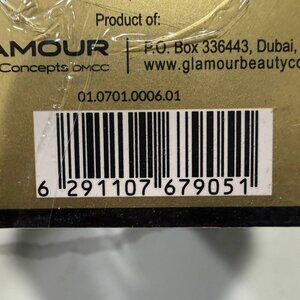 Product of:
AMOUR
Concepts DMCC
P.O. Box 336443, Dubai,
www.glamourbeautyco
01.0701.0006.01
6 291107 679051